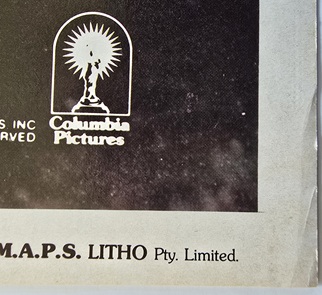 S INC
RVED
Columbia
Pictures
M.A.P.S. LITHO Pty. Limited.